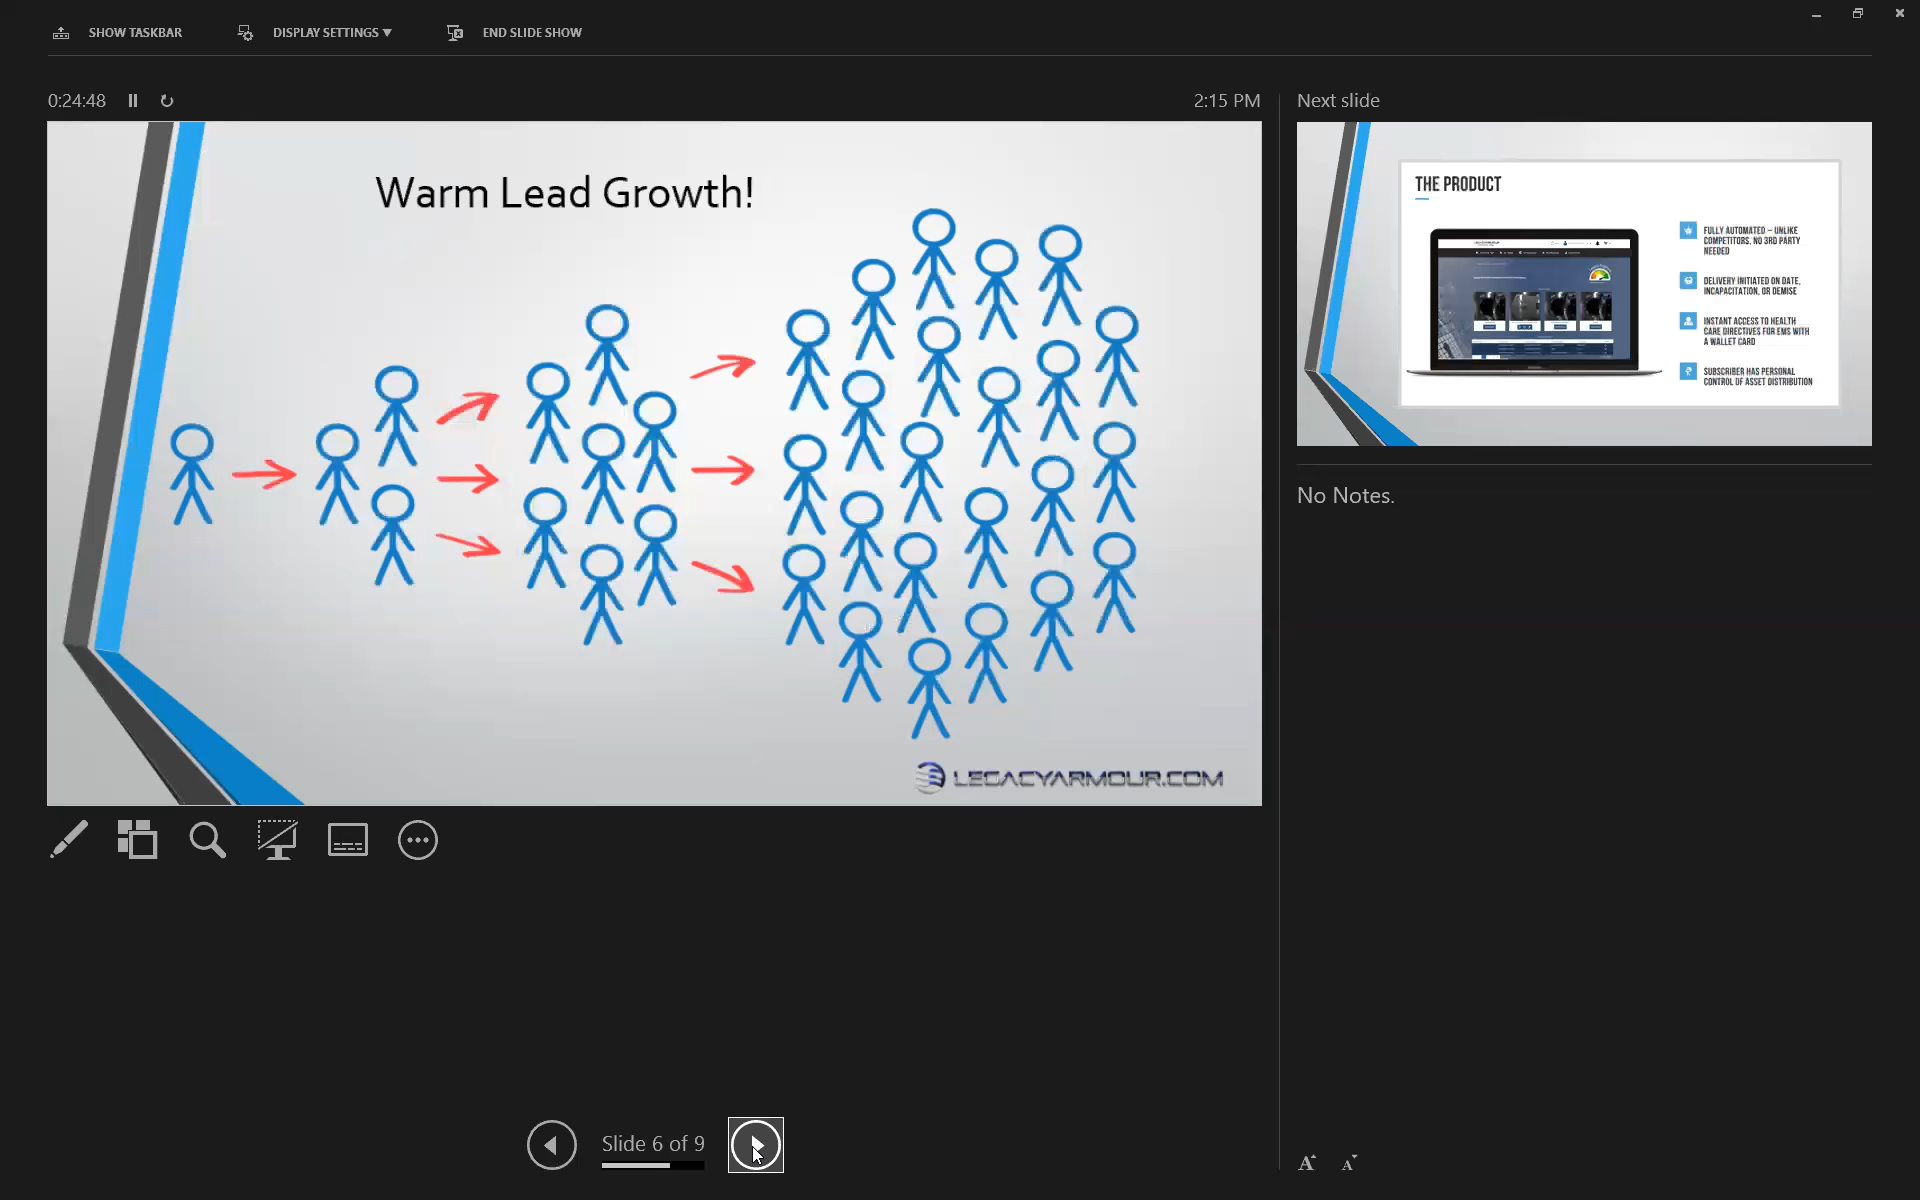 SHOW TASKBAR
DISPLAY SETTINGS ▼
END SLIDE SHOW
0:24:48
2:15 PM
Next slide
Warm Lead Growth!
LEGACYARMOUR.COM
THE PRODUCT
FULLY AUTOMATED – UNLIKE
COMPETITORS, NO 3RD PARTY
NEEDED
DELIVERY INITIATED ON DATE,
INCAPACITATION, OR DEMISE
INSTANT ACCESS TO HEALTH
CARE DIRECTIVES FOR EMS WITH
A WALLET CARD
SUBSCRIBER HAS PERSONAL
CONTROL OF ASSET DISTRIBUTION
No Notes.
Slide 6 of 9
A A